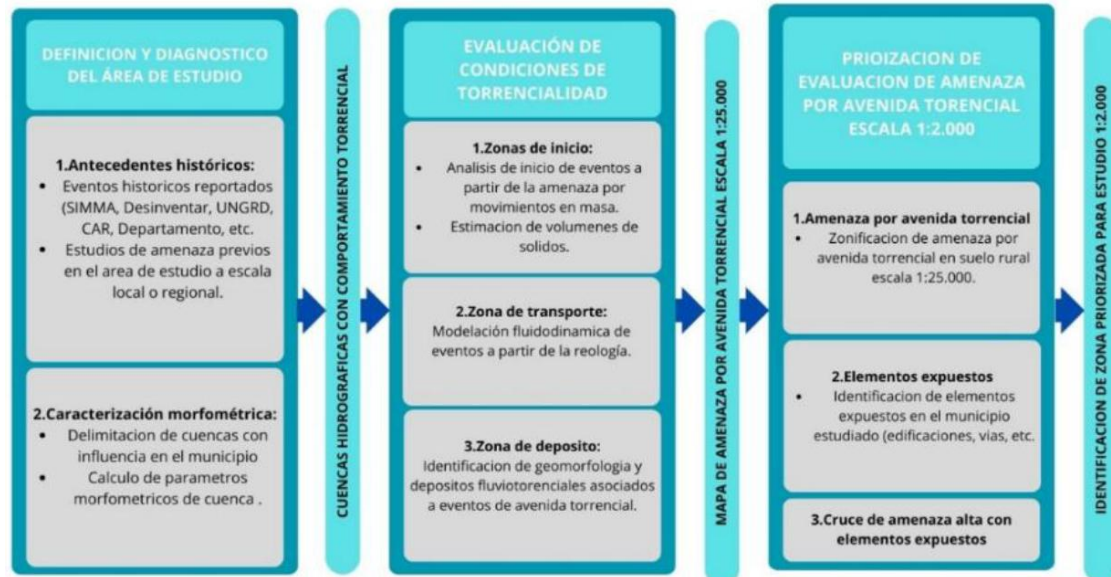 DEFINICION Y DIAGNOSTICO
DEL ÁREA DE ESTUDIO
1.Antecedentes históricos:
• Eventos historicos reportados
(SIMMA, Desinventar, UNGRD,
CAR, Departamento, etc.
• Estudios de amenaza previos
en el area de estudio a escala
local o regional.
2.Caracterización morfométrica:
• Delimitacion de cuencas con
influencia en el municipio
• Calculo de parametros
morfometricos de cuenca .
CUENCAS HIDROGRAFICAS CON COMPORTAMIENTO TORRENCIAL
EVALUACIÓN DE
CONDICIONES DE
TORRENCIALIDAD
1.Zonas de inicio:
• Analisis de inicio de eventos a
partir de la amenaza por
movimientos en masa.
• Estimacion de volumenes de
solidos.
2.Zona de transporte:
Modelación fluidodinamica de
eventos a partir de la reología.
3.Zona de deposito:
Identificacion de geomorfologia y
depositos fluviotorenciales asociados
a eventos de avenida torrencial.
MAPA DE AMENAZA POR AVENIDA TORRENCIAL ESCALA 1:25.000
PRIOIZACION DE
EVALUACION DE AMENAZA
POR AVENIDA TORENCIAL
ESCALA 1:2.000
1.Amenaza por avenida torrencial
• Zonificacion de amenaza por
avenida torrencial en suelo rural
escala 1:25.000.
2.Elementos expuestos
• Identificacion de elementos
expuestos en el municipio
estudiado (edificaciones, vias, etc.
3.Cruce de amenaza alta con
elementos expuestos
IDENTIFICACION DE ZONA PRIORIZADA PARA ESTUDIO 1:2.000